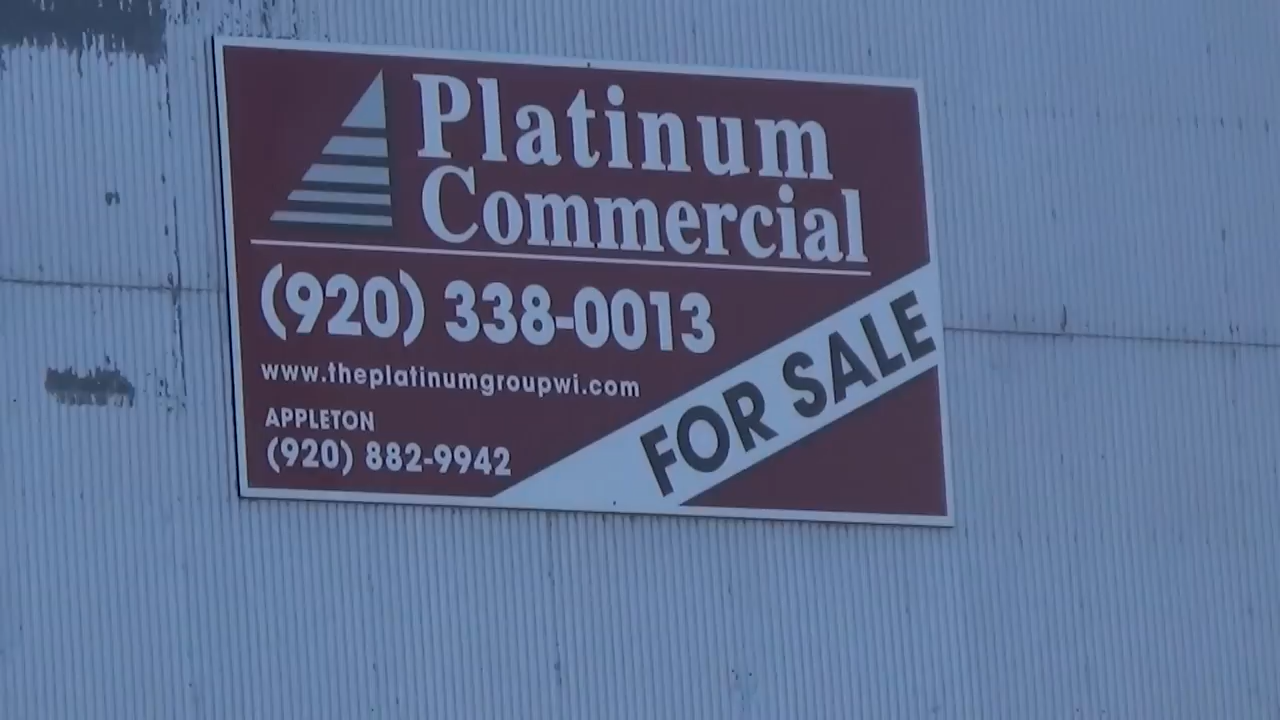 Platinum
Commercial
(920) 338-0013
www.theplatinumgroupwi.com
APPLETON
(920) 882-9942
FOR SALE